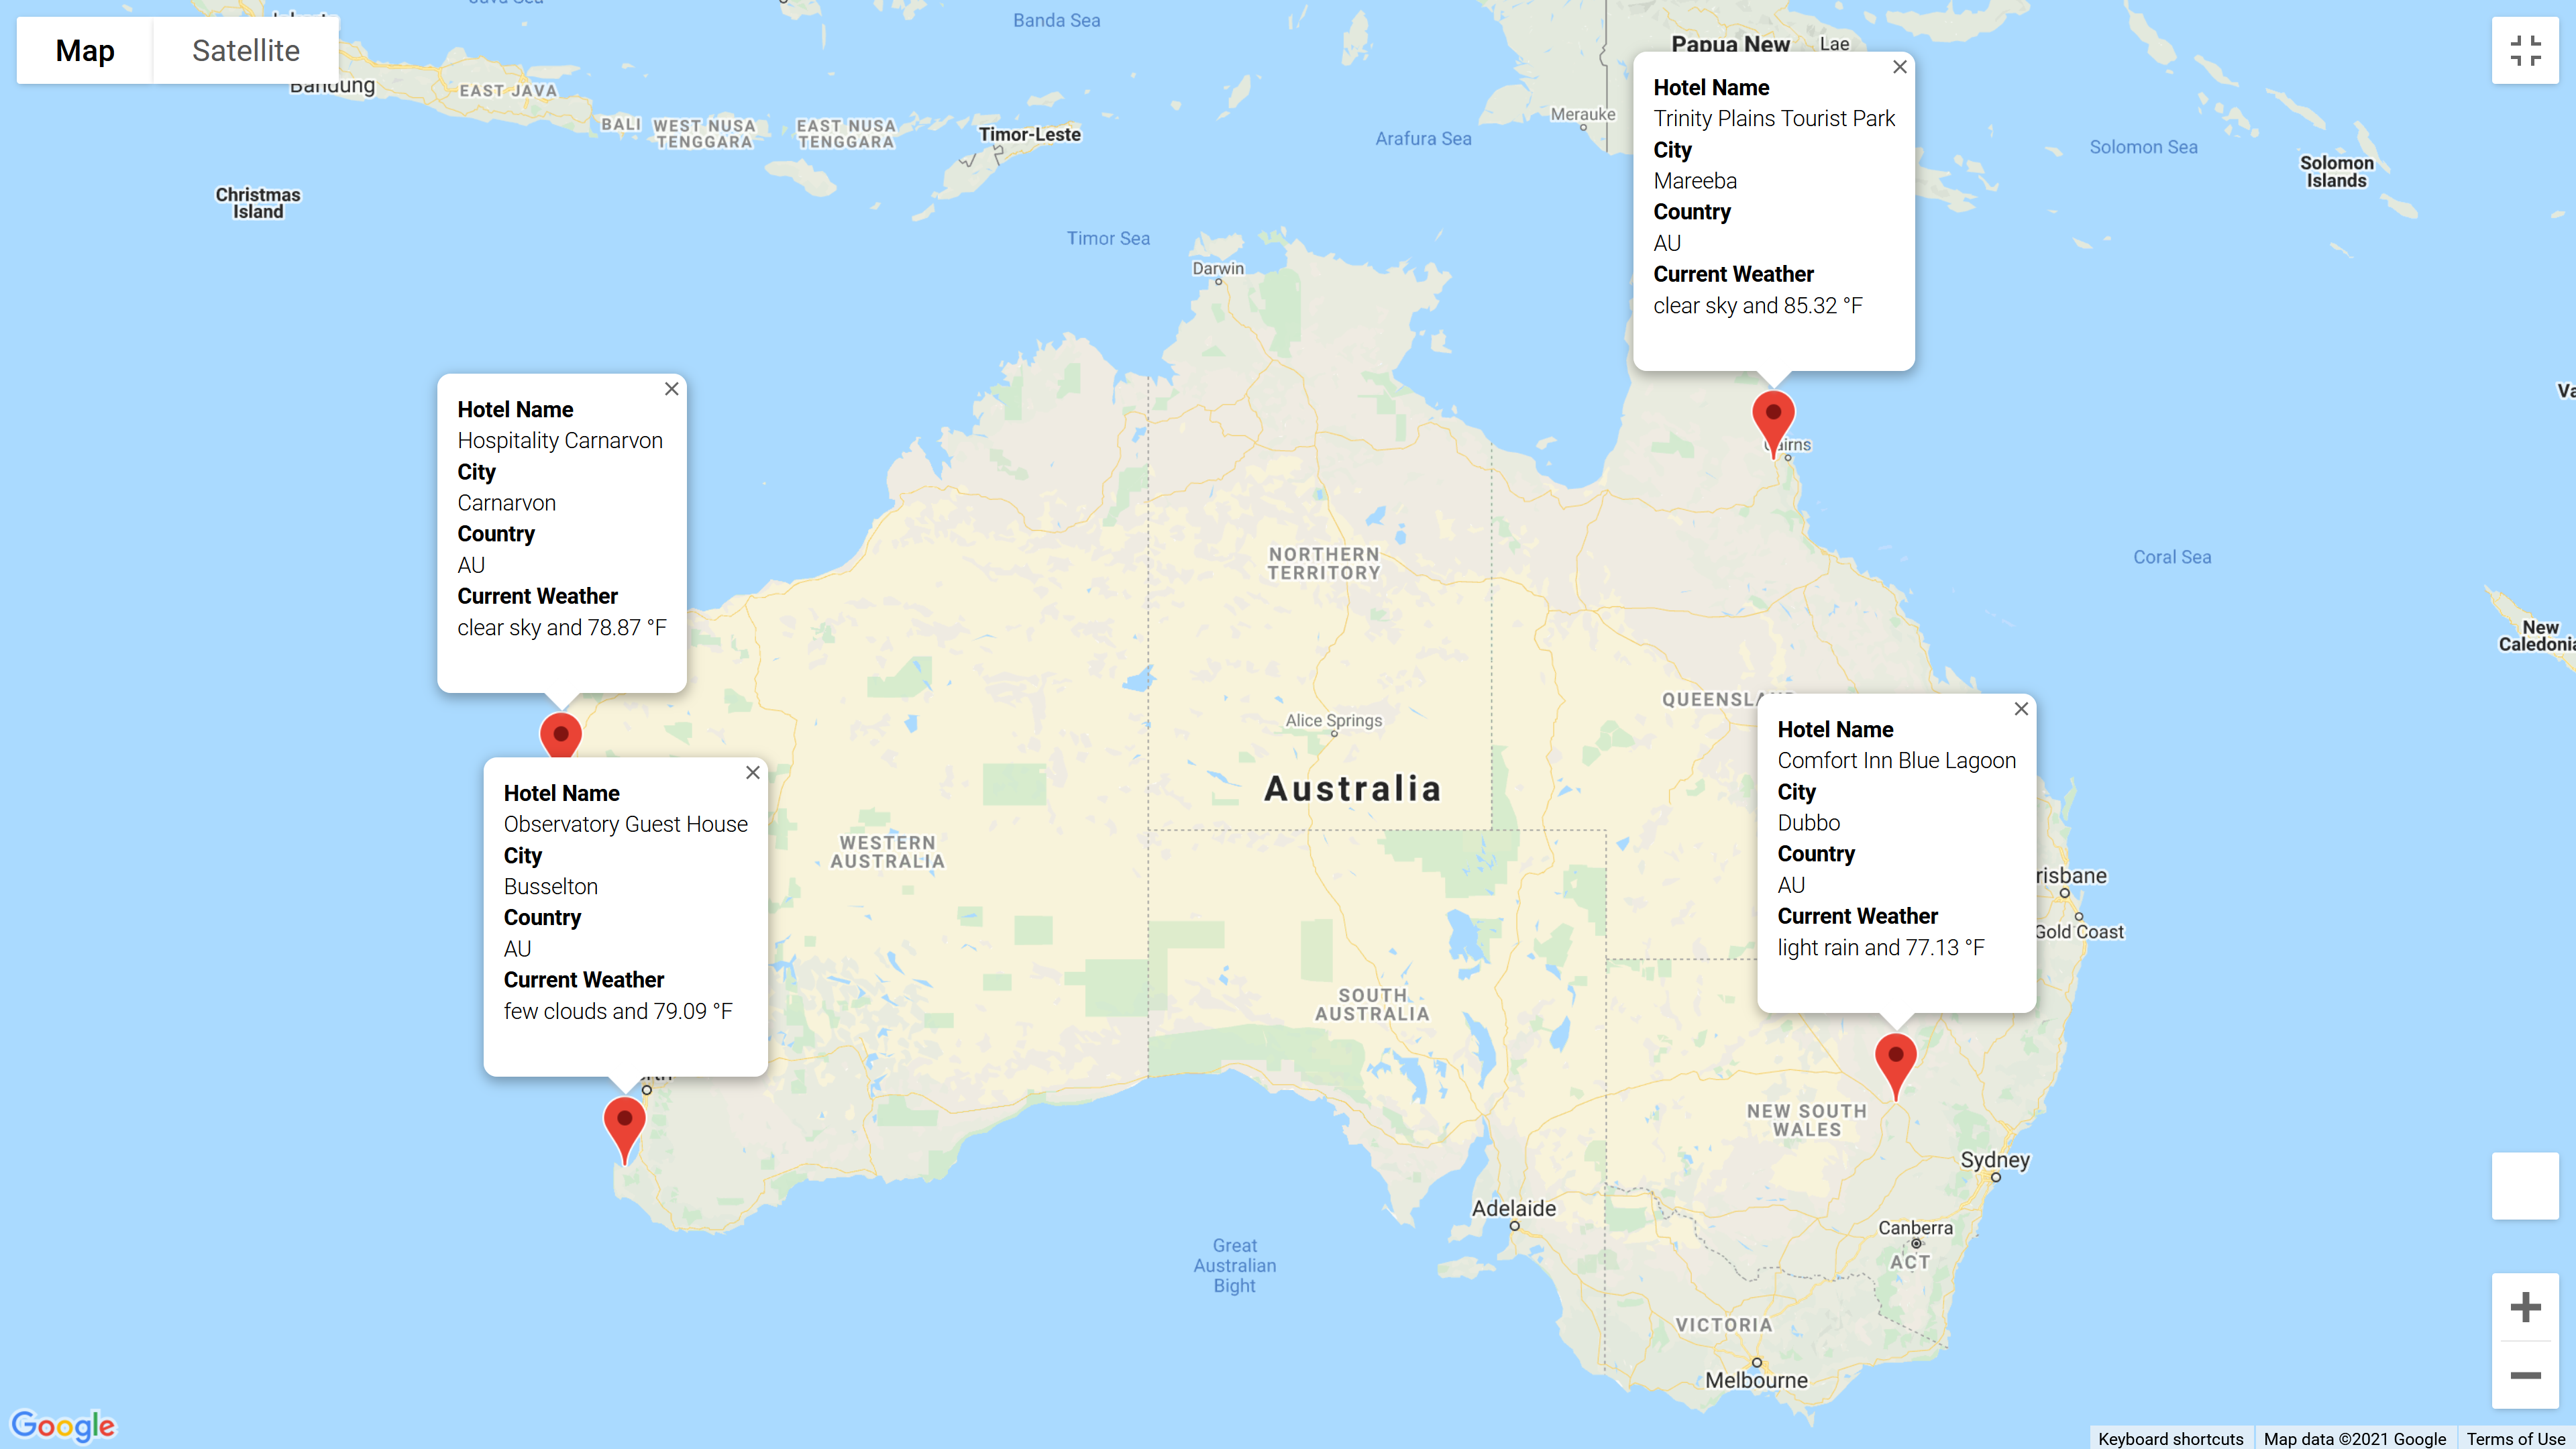 Java Sea
Banda Sea
Map
Satellite
Papua New
Lae
Bandung
EAST JAVA
BALI
WEST NUSA
TENGGARA
EAST NUSA
TENGGARA
Timor-Leste
Arafura Sea
Merauke
Solomon Sea
Solomon
Islands
Christmas
Island
Timor Sea
Darwin
Hotel Name
Trinity Plains Tourist Park
City
Mareeba
Country
AU
Current Weather
clear sky and 85.32 °F
Hotel Name
Hospitality Carnarvon
City
Carnarvon
Country
AU
Current Weather
clear sky and 78.87 °F
Va
airns
NORTHERN
TERRITORY
Coral Sea
New
Caledonia
QUEENSLAND
Alice Springs
Australia
WESTERN
AUSTRALIA
Hotel Name
Observatory Guest House
City
Busselton
Country
AU
Current Weather
few clouds and 79.09 °F
Hotel Name
Comfort Inn Blue Lagoon
City
Dubbo
Country
AU
Current Weather
light rain and 77.13 °F
risbane
Gold Coast
SOUTH
AUSTRALIA
NEW SOUTH
WALES
Sydney
Adelaide
Canberra
ACT
Great
Australian
Bight
VICTORIA
Melbourne
Google
Keyboard shortcuts
Map data ©2021 Google
Terms of Use